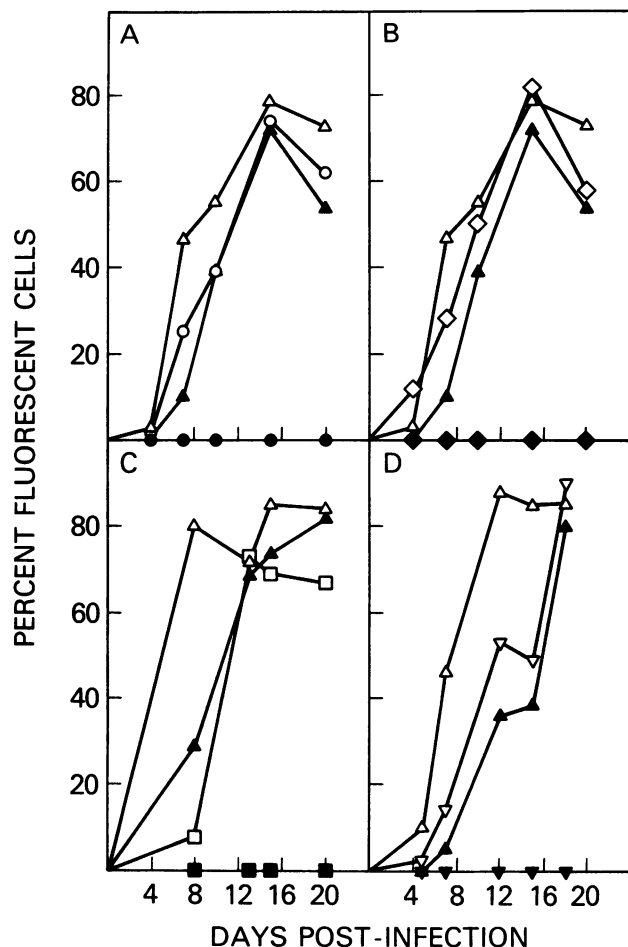 A
B
80
60
40
20
C
D
80
60
40
20
4 8 12 16 20
4 8 12 16 20
PERCENT FLUORESCENT CELLS
DAYS POST-INFECTION